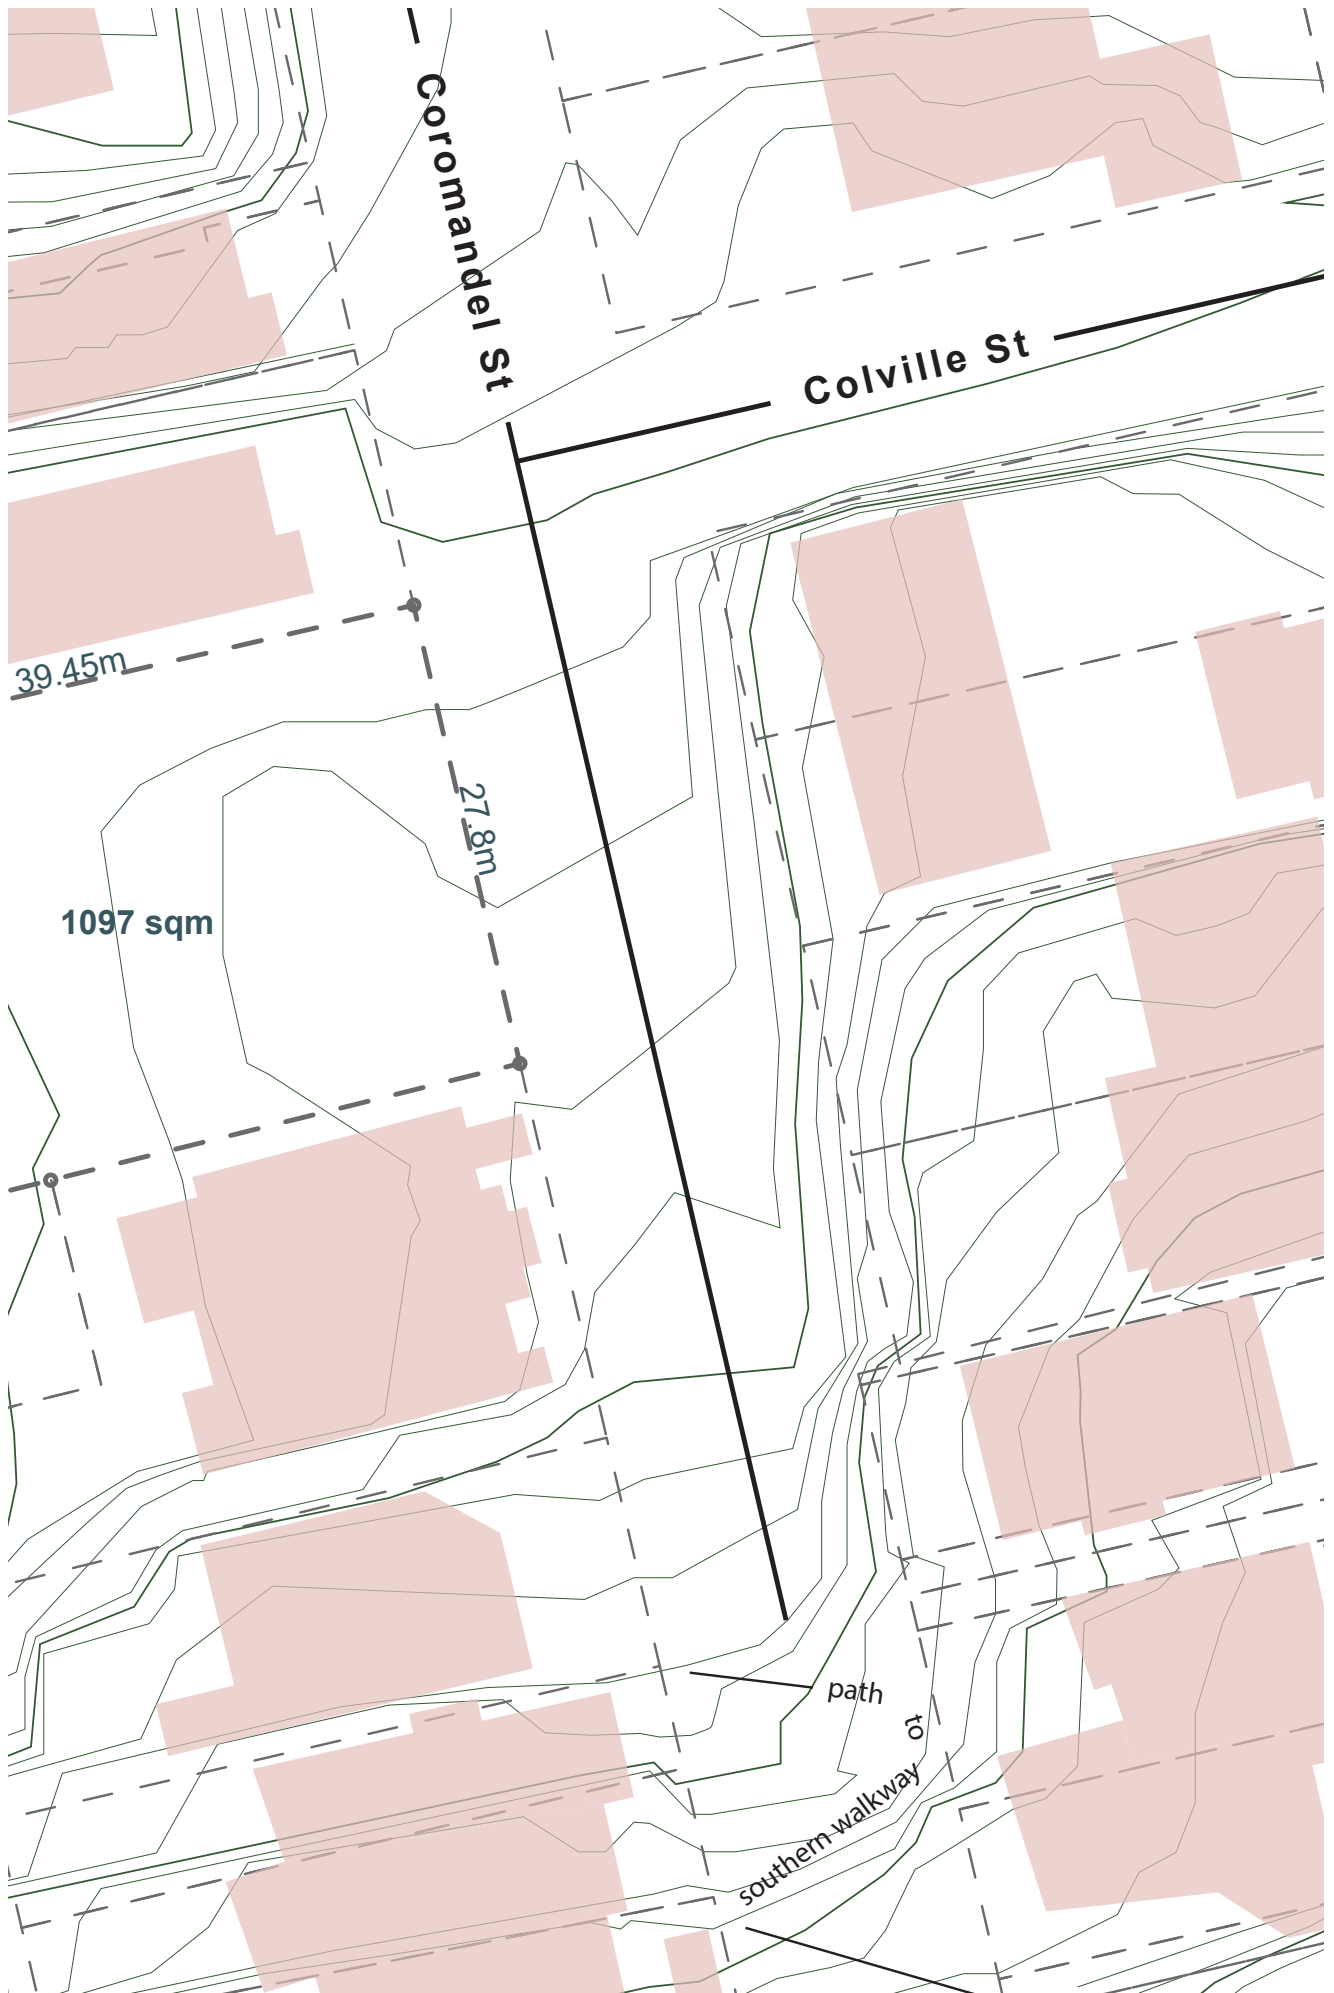 Coromandel St
Colville St
39.45m
27.8m
1097 sqm
path
to
southern walkway